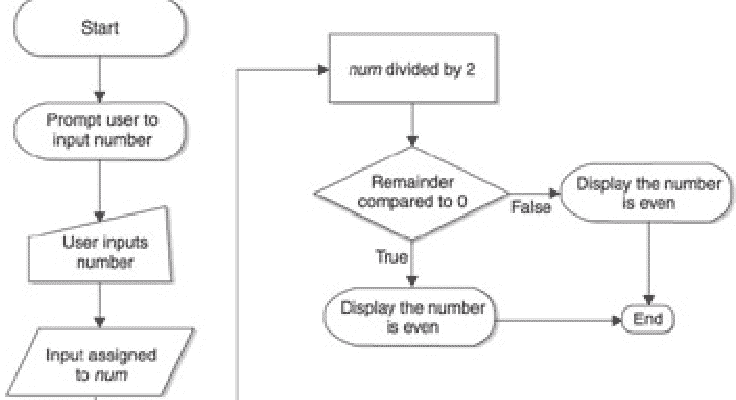 Start
Prompt user to
input number
User inputs
number
Input assigned
to num
num divided by 2
Remainder
compared to 0
False
Display the number
is even
True
Display the number
is even
End